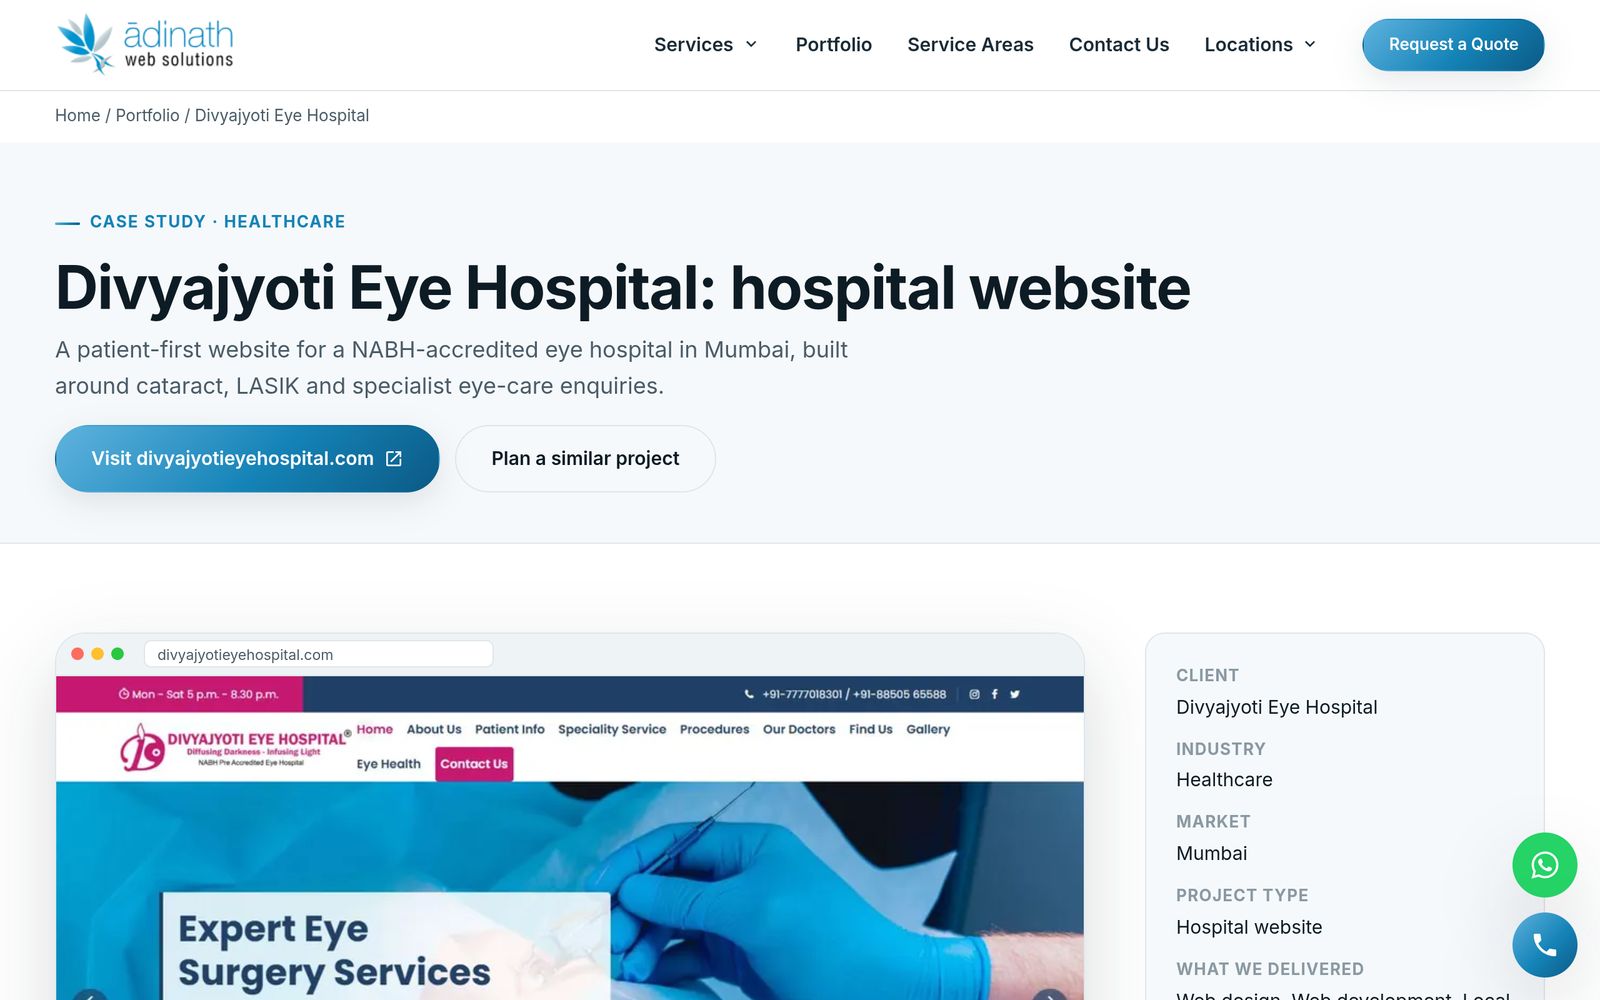 ādinath
web solutions
Services
Portfolio
Service Areas
Contact Us
Locations
Request a Quote
Home / Portfolio / Divyajyoti Eye Hospital
CASE STUDY · HEALTHCARE
Divyajyoti Eye Hospital: hospital website
A patient-first website for a NABH-accredited eye hospital in Mumbai, built
around cataract, LASIK and specialist eye-care enquiries.
Visit divyajyotieyehospital.com
Plan a similar project
divyajyotieyehospital.com
Mon - Sat 5 p.m. - 8.30 p.m.
+91-7777018301 / +91-88505 65588
DIVYAJYOTI EYE HOSPITAL®
Diffusing Darkness - Infusing Light
NABH Pre Accredited Eye Hospital
Home
About Us
Patient Info
Speciality Service
Procedures
Our Doctors
Find Us
Gallery
Eye Health
Contact Us
Expert Eye
Surgery Services
CLIENT
Divyajyoti Eye Hospital
INDUSTRY
Healthcare
MARKET
Mumbai
PROJECT TYPE
Hospital website
WHAT WE DELIVERED
Web design, Web development, Local